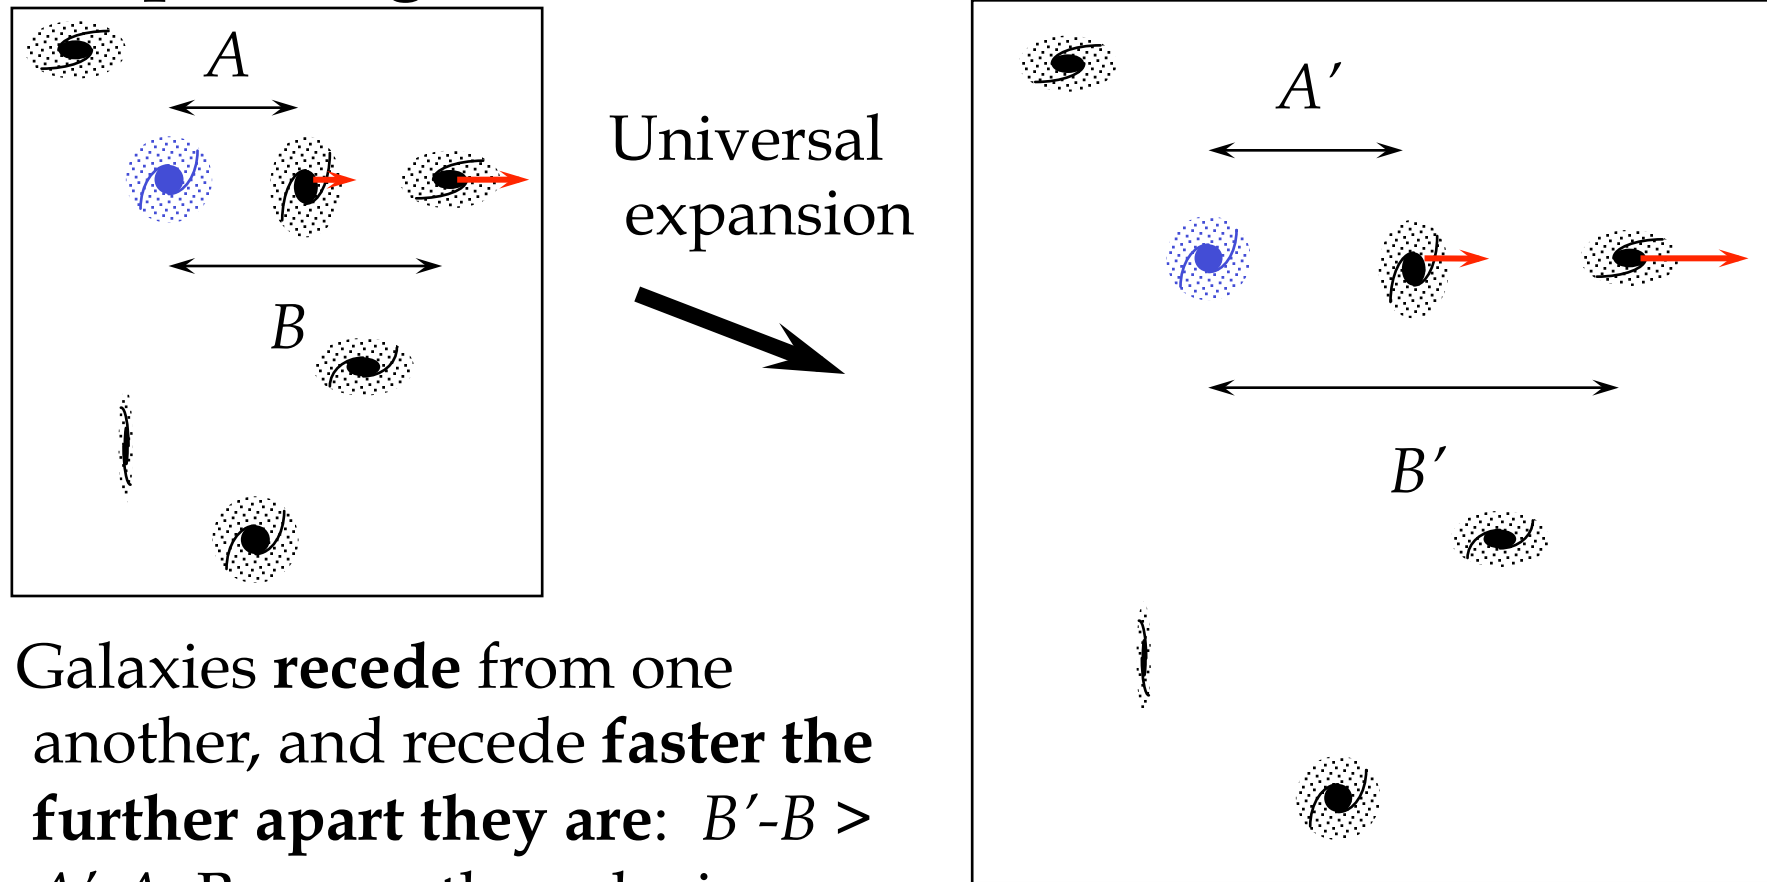 A
B
Universal
expansion
A′
B′
Galaxies recede from one
another, and recede faster the
further apart they are: B′-B >